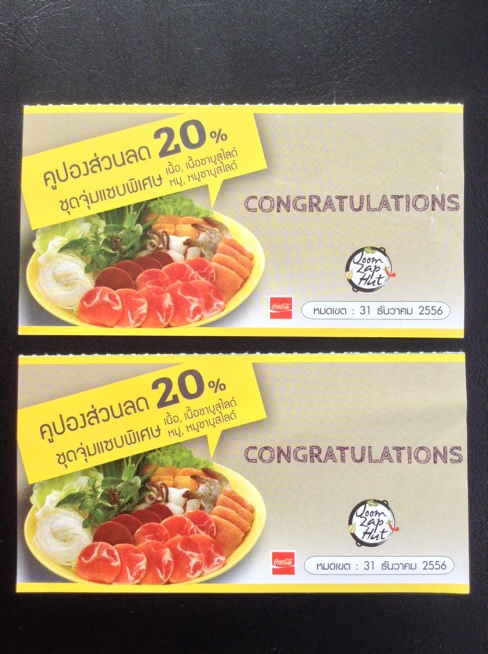 คูปองส่วนลด 20%
ชุดจุ่มแซบพิเศษ เนื้อ, เนื้อชาบูสไลด์
หมู, หมูชาบูสไลด์
CONGRATULATIONS
Joom
Zap
Hut
Coca-Cola
หมดเขต : 31 ธันวาคม 2556
คูปองส่วนลด 20%
ชุดจุ่มแซบพิเศษ เนื้อ, เนื้อชาบูสไลด์
หมู, หมูชาบูสไลด์
CONGRATULATIONS
Joom
Zap
Hut
Coca-Cola
หมดเขต : 31 ธันวาคม 2556